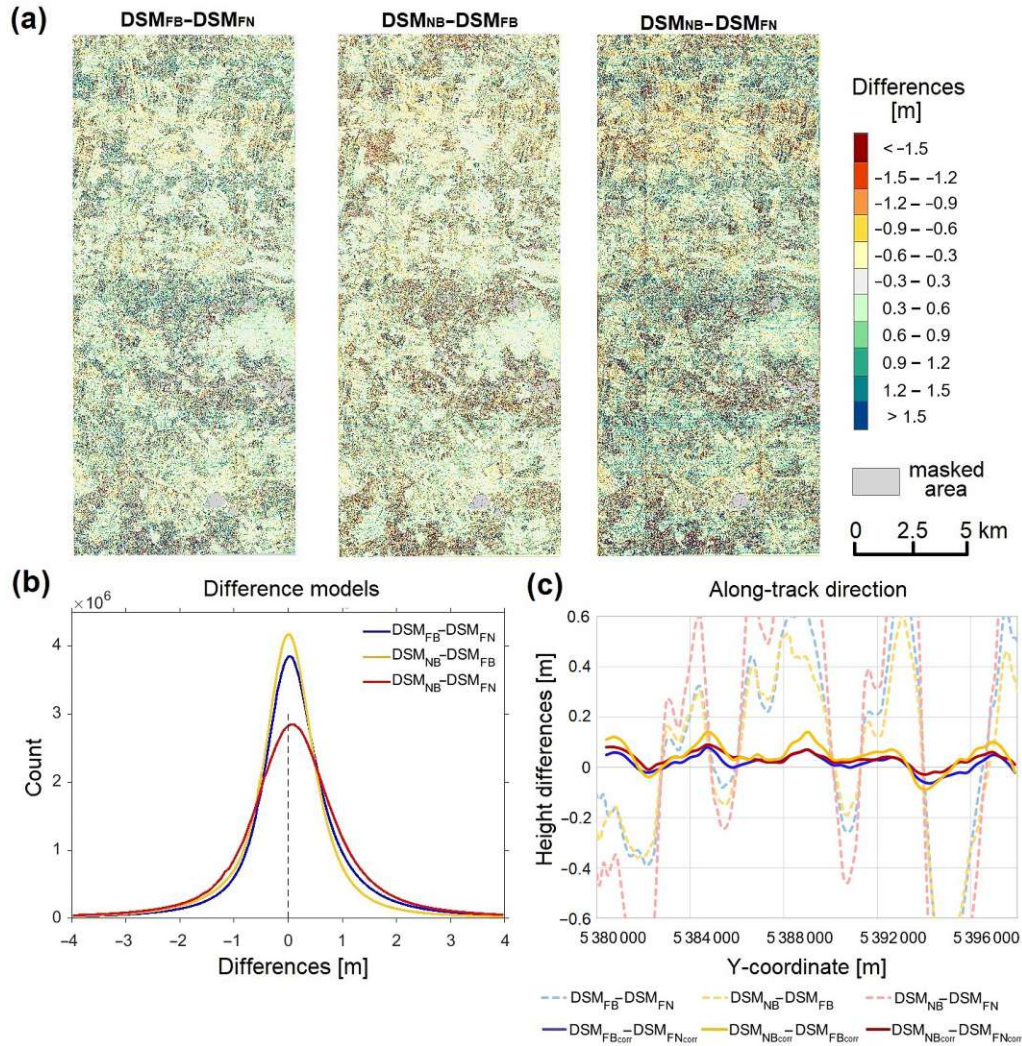 (a)
DSMFB–DSMFN
DSMNB–DSMFB
DSMNB–DSMFN
Differences
[m]
< –1.5
–1.5 – –1.2
–1.2 – –0.9
–0.9 – –0.6
–0.6 – –0.3
–0.3 – 0.3
0.3 – 0.6
0.6 – 0.9
0.9 – 1.2
1.2 – 1.5
> 1.5
masked
area
0 2.5 5 km
(b)
Difference models
×10⁶
DSMFB–DSMFN
DSMNB–DSMFB
DSMNB–DSMFN
4
3
2
1
0
Count
–4 –3 –2 –1 0 1 2 3 4
Differences [m]
(c)
Along-track direction
0.6
0.4
0.2
0
–0.2
–0.4
–0.6
Height differences [m]
5 380 000 5 384 000 5 388 000 5 392 000 5 396 000
Y-coordinate [m]
DSMFB–DSMFN DSMNB–DSMFB DSMNB–DSMFN
DSMFBcorr–DSMFNcorr DSMNBcorr–DSMFBcorr DSMNBcorr–DSMFNcorr